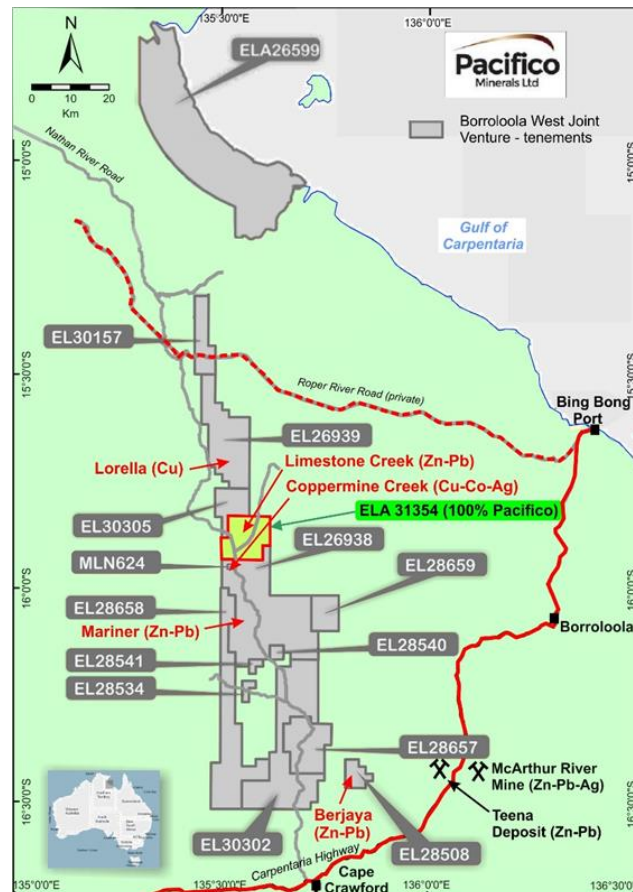 135°30'0"E
136°0'0"E
N
0 10 20
Km
ELA26599
Pacifico
Minerals Ltd
Borroloola West Joint
Venture - tenements
Nathan River Road
15°0'0"S
15°0'0"S
Gulf of
Carpentaria
EL30157
15°30'0"S
15°30'0"S
Roper River Road (private)
Bing Bong
Port
EL26939
Lorella (Cu)
Limestone Creek (Zn-Pb)
Coppermine Creek (Cu-Co-Ag)
EL30305
ELA 31354 (100% Pacifico)
MLN624
EL26938
16°0'0"S
16°0'0"S
EL28659
EL28658
Mariner (Zn-Pb)
Borroloola
EL28540
EL28541
EL28534
EL28657
McArthur River
Mine (Zn-Pb-Ag)
16°30'0"S
16°30'0"S
Berjaya
(Zn-Pb)
Teena
Deposit (Zn-Pb)
EL30302
EL28508
Carpentaria Highway
Cape
Crawford
135°0'0"E
135°30'0"E
136°0'0"E
136°30'0"E